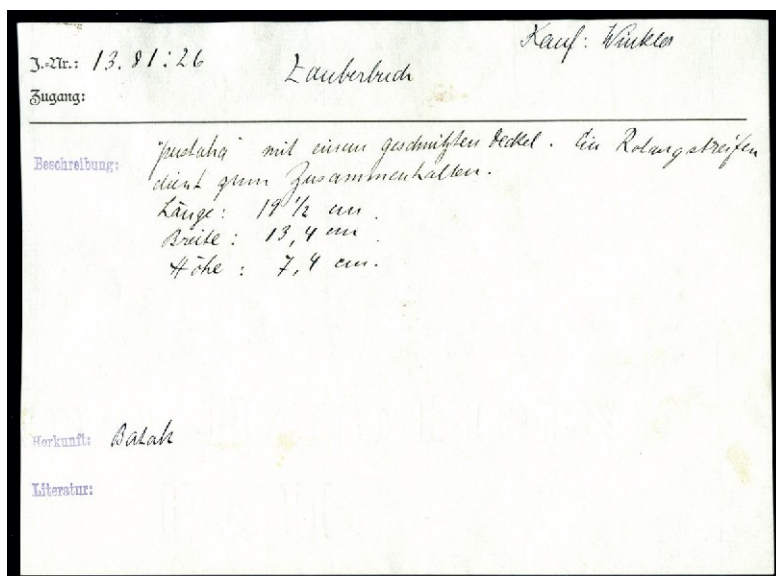 Kauf: Winkler
J.-Nr.: 13.81:26
Zauberbuch
Zugang:
Beschreibung: "pustaha" mit einem geschnitzten Deckel. Ein Rotangstreifen
dient zum Zusammenhalten.
Länge: 19 1/2 cm.
Breite: 13,4 cm.
Höhe: 7,4 cm.
Herkunft: Batak
Literatur: